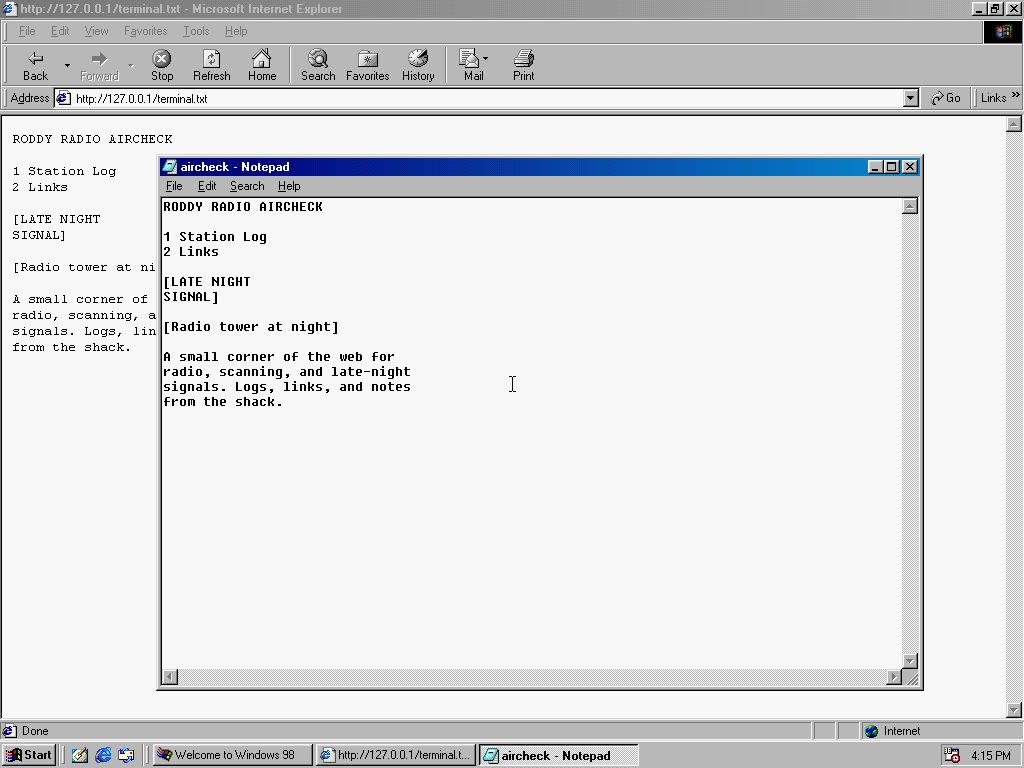 http://127.0.0.1/terminal.txt - Microsoft Internet Explorer
File Edit View Favorites Tools Help
Back Forward Stop Refresh Home Search Favorites History Mail Print
Address http://127.0.0.1/terminal.txt Go Links »
RODDY RADIO AIRCHECK
1 Station Log
2 Links
[LATE NIGHT
SIGNAL]
[Radio tower at ni
A small corner of
radio, scanning, a
signals. Logs, lin
from the shack.
aircheck - Notepad
File Edit Search Help
RODDY RADIO AIRCHECK
1 Station Log
2 Links
[LATE NIGHT
SIGNAL]
[Radio tower at night]
A small corner of the web for
radio, scanning, and late-night
signals. Logs, links, and notes
from the shack.
Done Internet
Start Welcome to Windows 98 http://127.0.0.1/terminal.t... aircheck - Notepad 4:15 PM